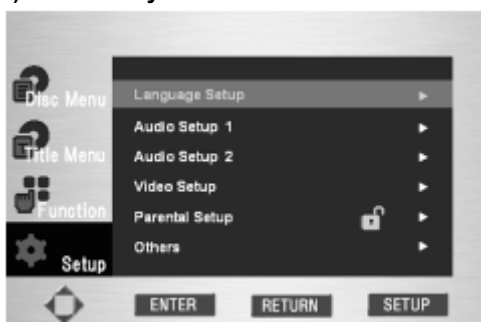 Disc Menu
Title Menu
Function
Setup
Language Setup
Audio Setup 1
Audio Setup 2
Video Setup
Parental Setup
Others
ENTER RETURN SETUP